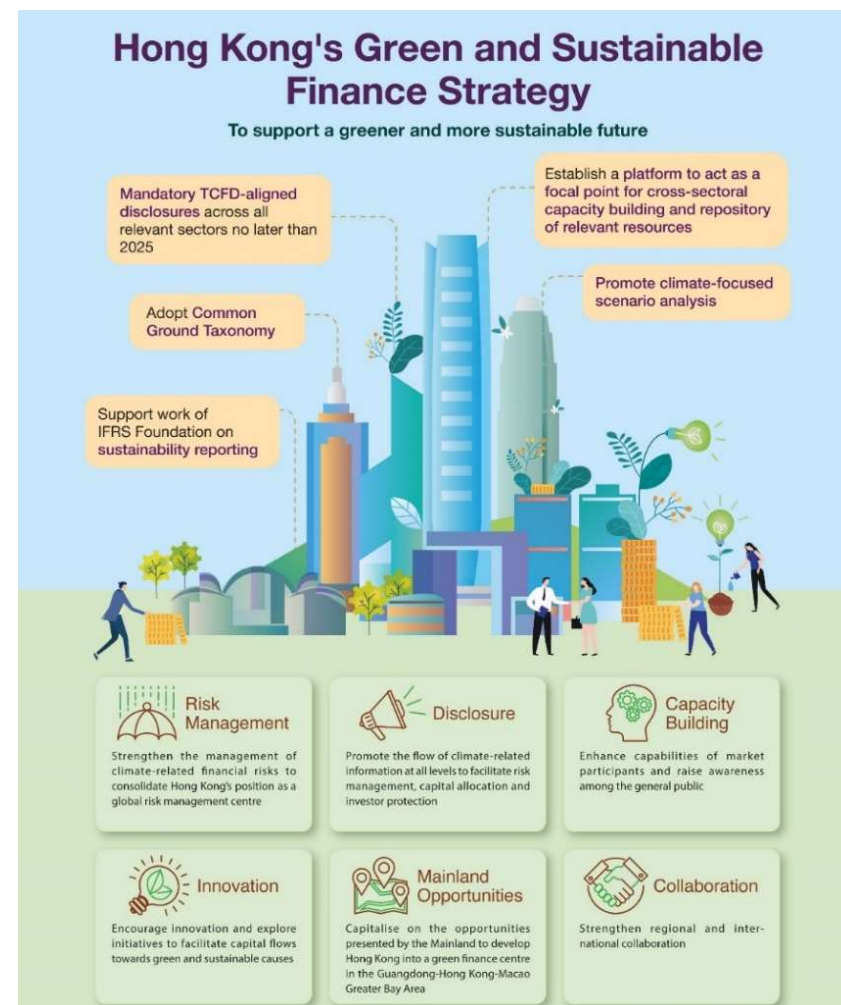 Hong Kong's Green and Sustainable
Finance Strategy
To support a greener and more sustainable future
Mandatory TCFD-aligned
disclosures across all
relevant sectors no later than
2025
Establish a platform to act as a
focal point for cross-sectoral
capacity building and repository
of relevant resources
Adopt Common
Ground Taxonomy
Promote climate-focused
scenario analysis
Support work of
IFRS Foundation on
sustainability reporting
Risk
Management
Strengthen the management of
climate-related financial risks to
consolidate Hong Kong's position as a
global risk management centre
Disclosure
Promote the flow of climate-related
information at all levels to facilitate risk
management, capital allocation and
investor protection
Capacity
Building
Enhance capabilities of market
participants and raise awareness
among the general public
Innovation
Encourage innovation and explore
initiatives to facilitate capital flows
towards green and sustainable causes
Mainland
Opportunities
Capitalise on the opportunities
presented by the Mainland to develop
Hong Kong into a green finance centre
in the Guangdong-Hong Kong-Macao
Greater Bay Area
Collaboration
Strengthen regional and inter-
national collaboration